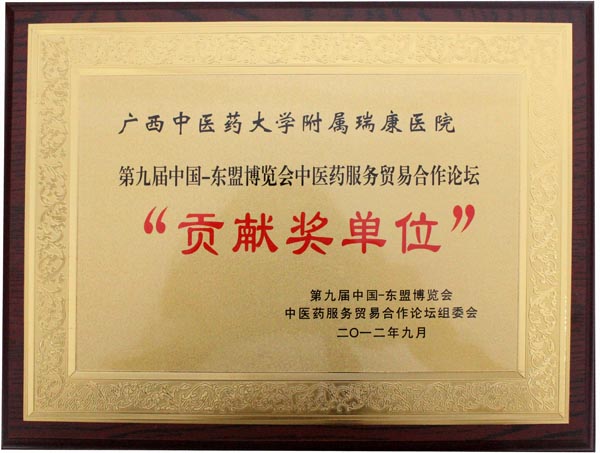 广西中医药大学附属瑞康医院
第九届中国-东盟博览会中医药服务贸易合作论坛
“贡献奖单位”
第九届中国-东盟博览会
中医药服务贸易合作论坛组委会
二〇一二年九月